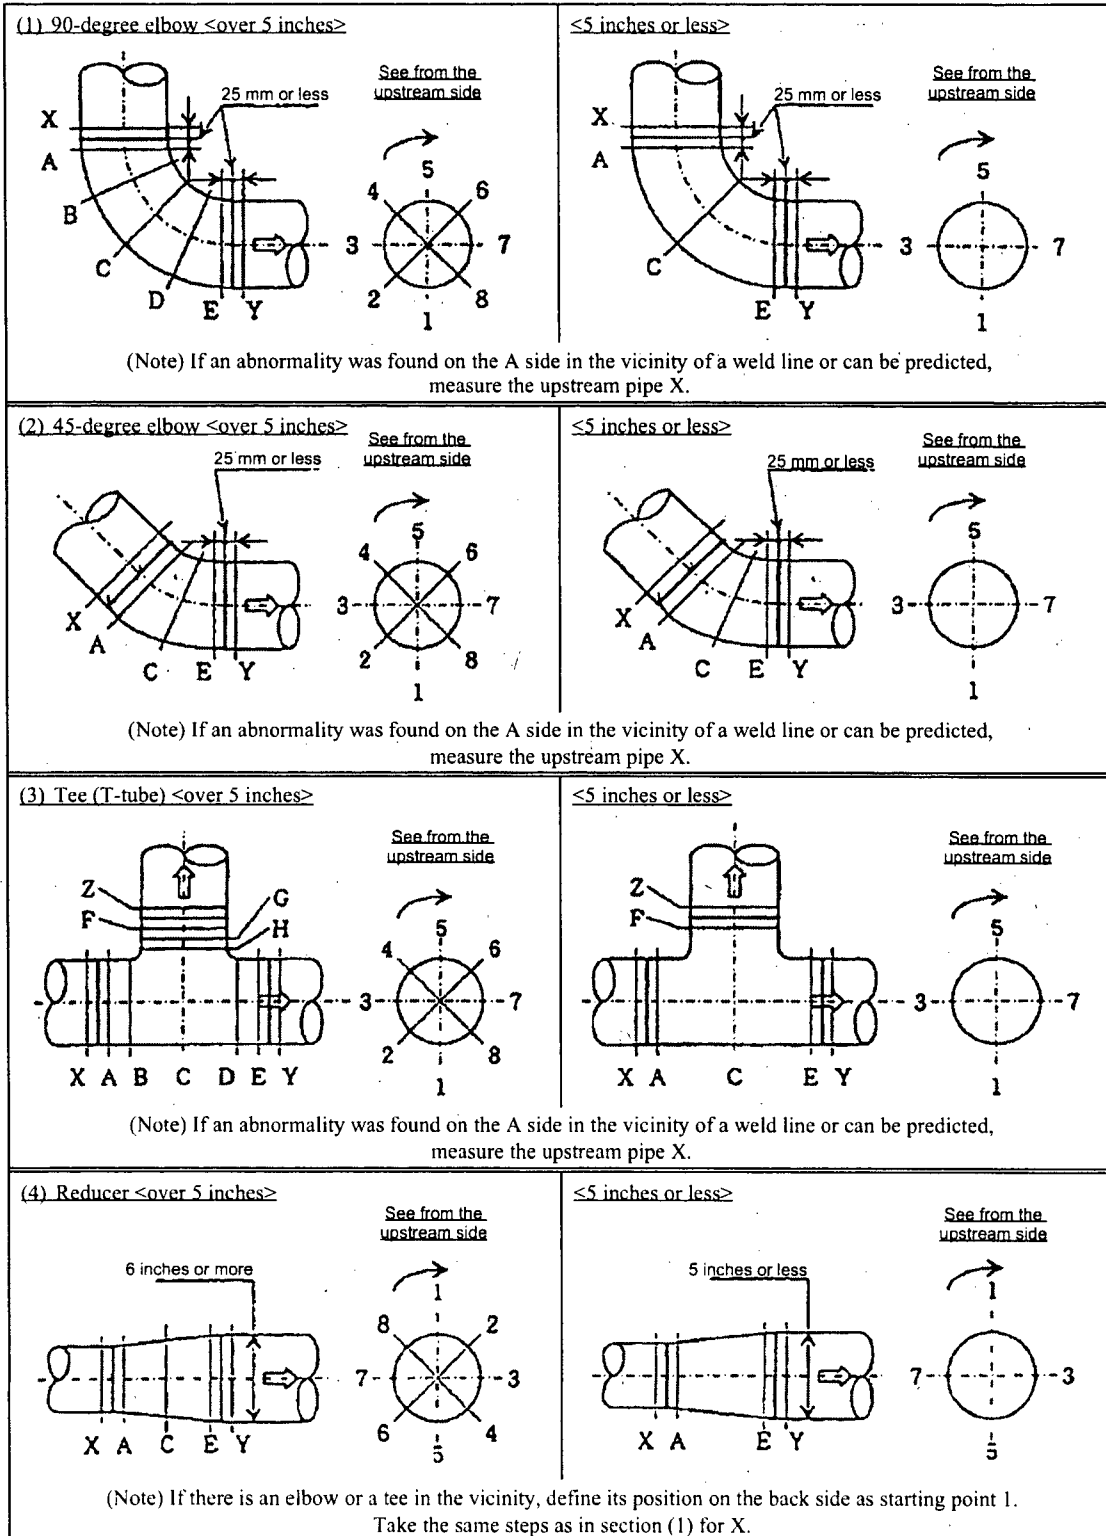 (1) 90-degree elbow <over 5 inches>
See from the
upstream side
25 mm or less
X
A
B
C
D
E Y
5
4 6
3 7
2 8
1
<5 inches or less>
See from the
upstream side
25 mm or less
X
A
C
E Y
5
3 7
1
(Note) If an abnormality was found on the A side in the vicinity of a weld line or can be predicted,
measure the upstream pipe X.
(2) 45-degree elbow <over 5 inches>
See from the
upstream side
25 mm or less
X
A
C E Y
5
4 6
3 7
2 8
1
<5 inches or less>
See from the
upstream side
25 mm or less
X
A
C E Y
5
3 7
1
(Note) If an abnormality was found on the A side in the vicinity of a weld line or can be predicted,
measure the upstream pipe X.
(3) Tee (T-tube) <over 5 inches>
See from the
upstream side
Z G
F H
X A B C D E Y
5
4 6
3 7
2 8
1
<5 inches or less>
See from the
upstream side
Z
F
X A C E Y
5
3 7
1
(Note) If an abnormality was found on the A side in the vicinity of a weld line or can be predicted,
measure the upstream pipe X.
(4) Reducer <over 5 inches>
See from the
upstream side
6 inches or more
X A C E Y
1
8 2
7 3
6 4
5
<5 inches or less>
See from the
upstream side
5 inches or less
X A E Y
1
7 3
5
(Note) If there is an elbow or a tee in the vicinity, define its position on the back side as starting point 1.
Take the same steps as in section (1) for X.